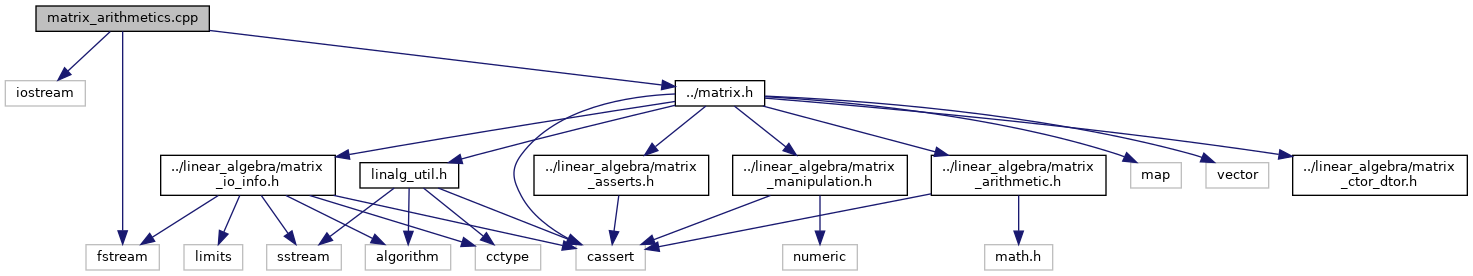 matrix_arithmetics.cpp
iostream
../matrix.h
../linear_algebra/matrix
_io_info.h
linalg_util.h
../linear_algebra/matrix
_asserts.h
../linear_algebra/matrix
_manipulation.h
../linear_algebra/matrix
_arithmetic.h
map
vector
../linear_algebra/matrix
_ctor_dtor.h
fstream
limits
sstream
algorithm
cctype
cassert
numeric
math.h